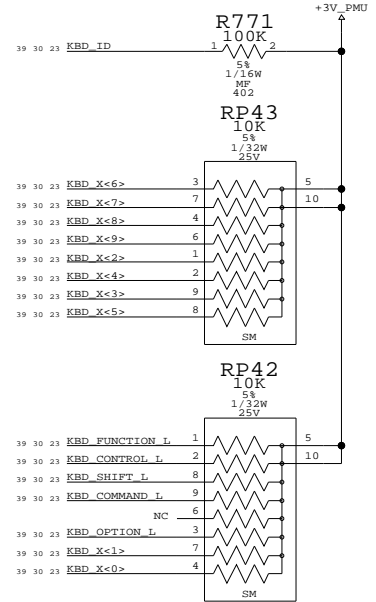 +3V_PMU
R771
100K
39 30 23 KBD_ID 1 2
5%
1/16W
MF
402
RP43
10K
5%
1/32W
25V
39 30 23 KBD_X<6> 3 5
39 30 23 KBD_X<7> 7 10
39 30 23 KBD_X<8> 4
39 30 23 KBD_X<9> 6
39 30 23 KBD_X<2> 1
39 30 23 KBD_X<4> 2
39 30 23 KBD_X<3> 9
39 30 23 KBD_X<5> 8
SM
RP42
10K
5%
1/32W
25V
39 30 23 KBD_FUNCTION_L 1 5
39 30 23 KBD_CONTROL_L 2 10
39 30 23 KBD_SHIFT_L 8
39 30 23 KBD_COMMAND_L 9
NC 6
39 30 23 KBD_OPTION_L 3
39 30 23 KBD_X<1> 7
39 30 23 KBD_X<0> 4
SM